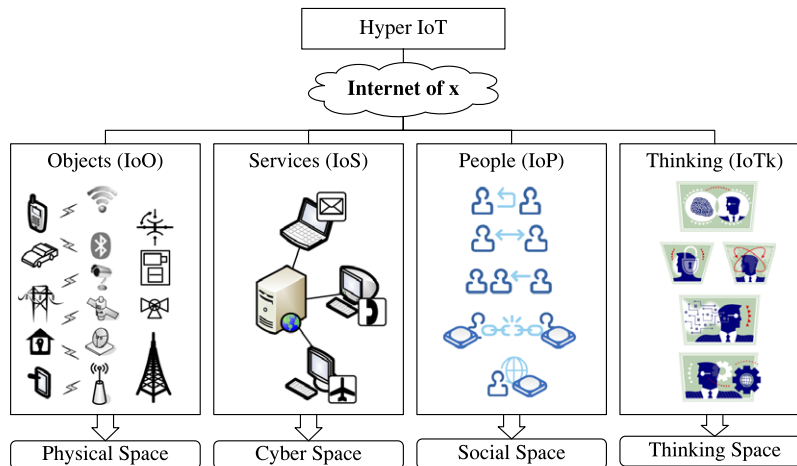 Hyper IoT
Internet of x
Objects (IoO)
Services (IoS)
People (IoP)
Thinking (IoTk)
Physical Space
Cyber Space
Social Space
Thinking Space